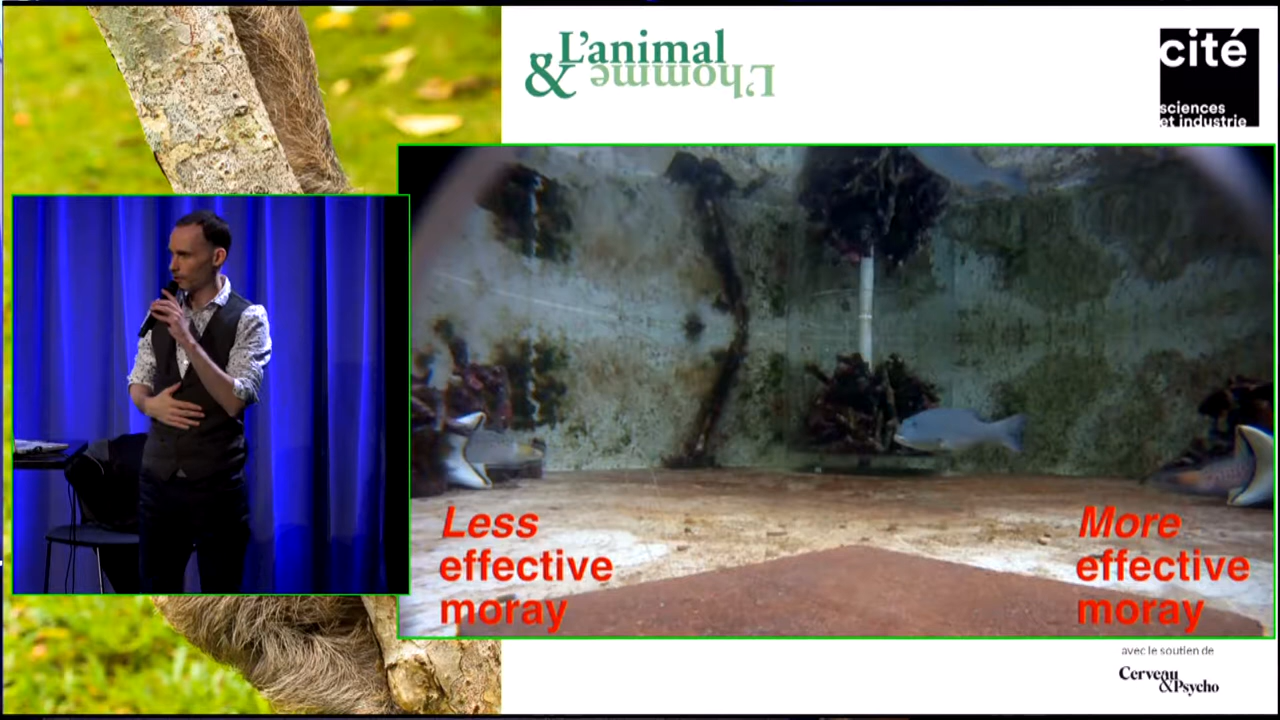 L'animal
& L'homme
cité
sciences
et industrie
Less
effective
moray
More
effective
moray
avec le soutien de
Cerveau
&Psycho